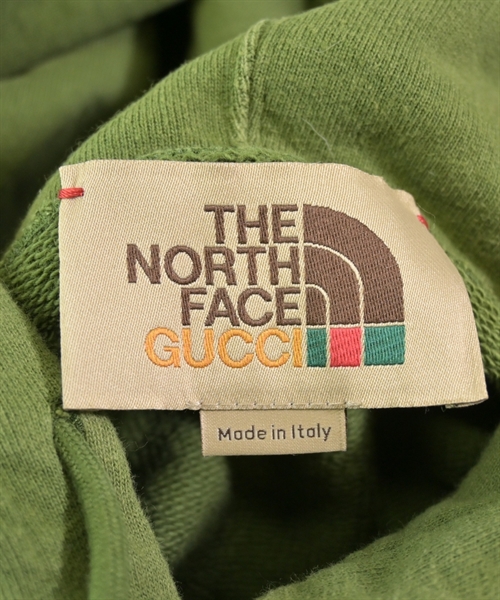 THE
NORTH
FACE
GUCCI
Made in Italy